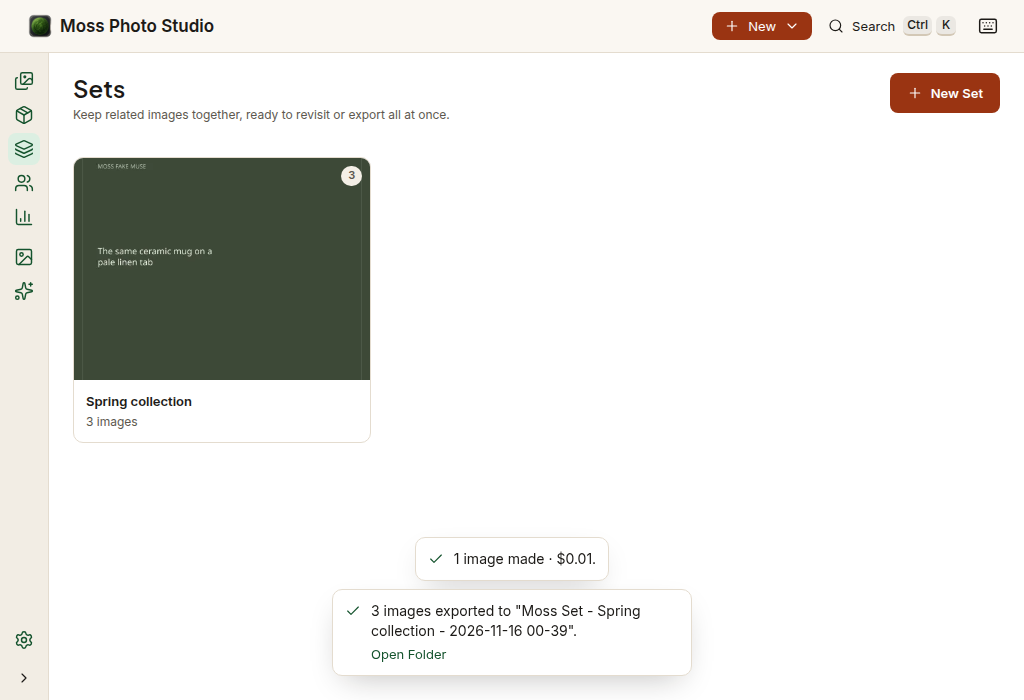 Moss Photo Studio
New
Search
Ctrl
K
Sets
Keep related images together, ready to revisit or export all at once.
New Set
MOSS FAKE MUSE
3
The same ceramic mug on a
pale linen tab
Spring collection
3 images
1 image made · $0.01.
3 images exported to "Moss Set - Spring
collection - 2026-11-16 00-39".
Open Folder